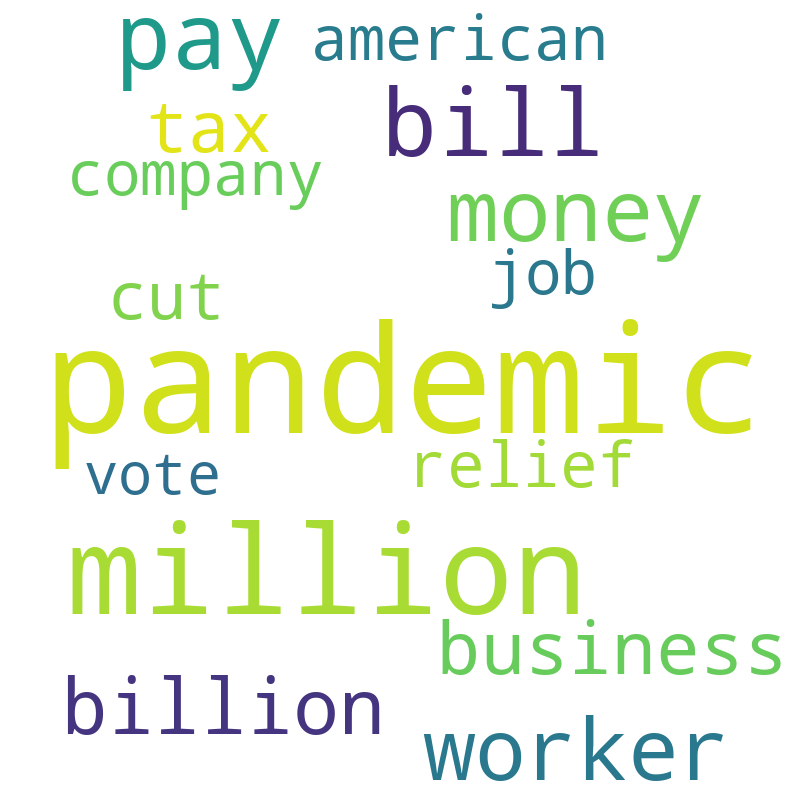 pay american
tax bill
company
money
job
cut
pandemic
vote relief
million
business
billion
worker